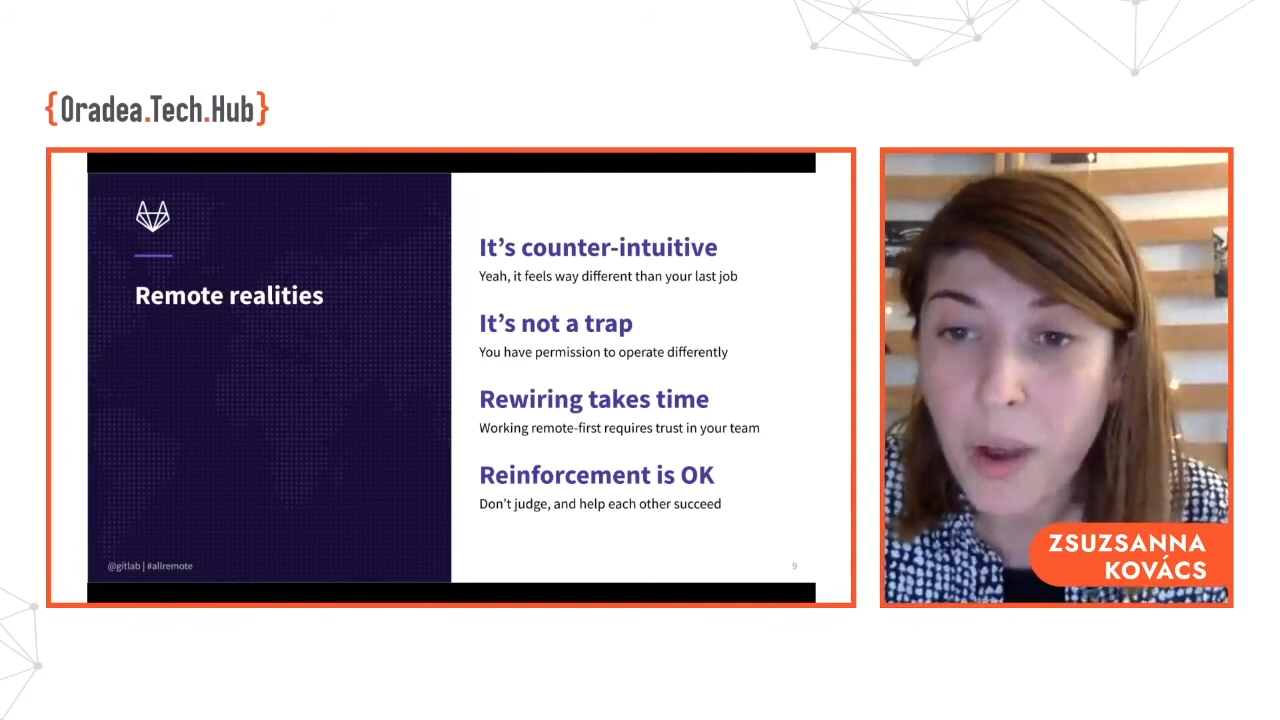 {Oradea.Tech.Hub}
Remote realities
@gitlab | #allremote
It’s counter-intuitive
Yeah, it feels way different than your last job
It’s not a trap
You have permission to operate differently
Rewiring takes time
Working remote-first requires trust in your team
Reinforcement is OK
Don’t judge, and help each other succeed
9
ZSUZSANNA
KOVÁCS